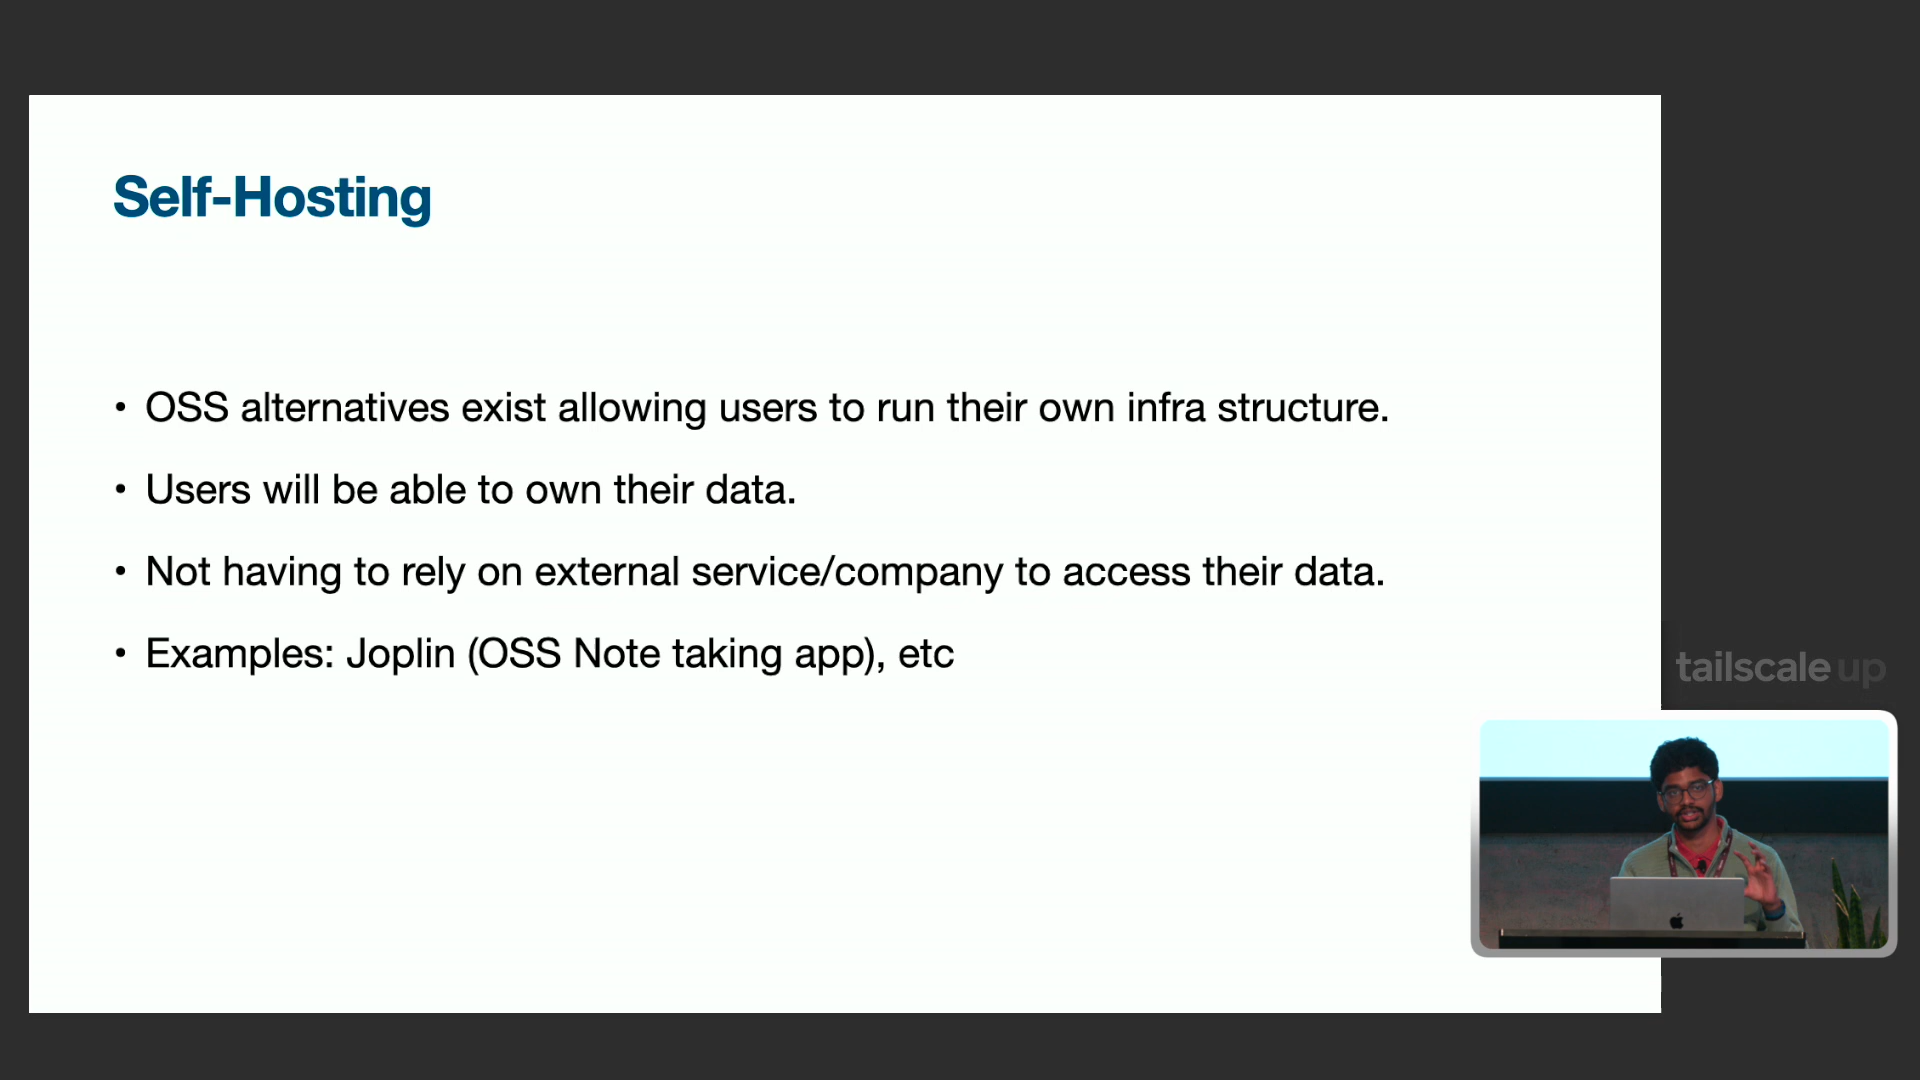 Self-Hosting
• OSS alternatives exist allowing users to run their own infra structure.
• Users will be able to own their data.
• Not having to rely on external service/company to access their data.
• Examples: Joplin (OSS Note taking app), etc
tailscale up